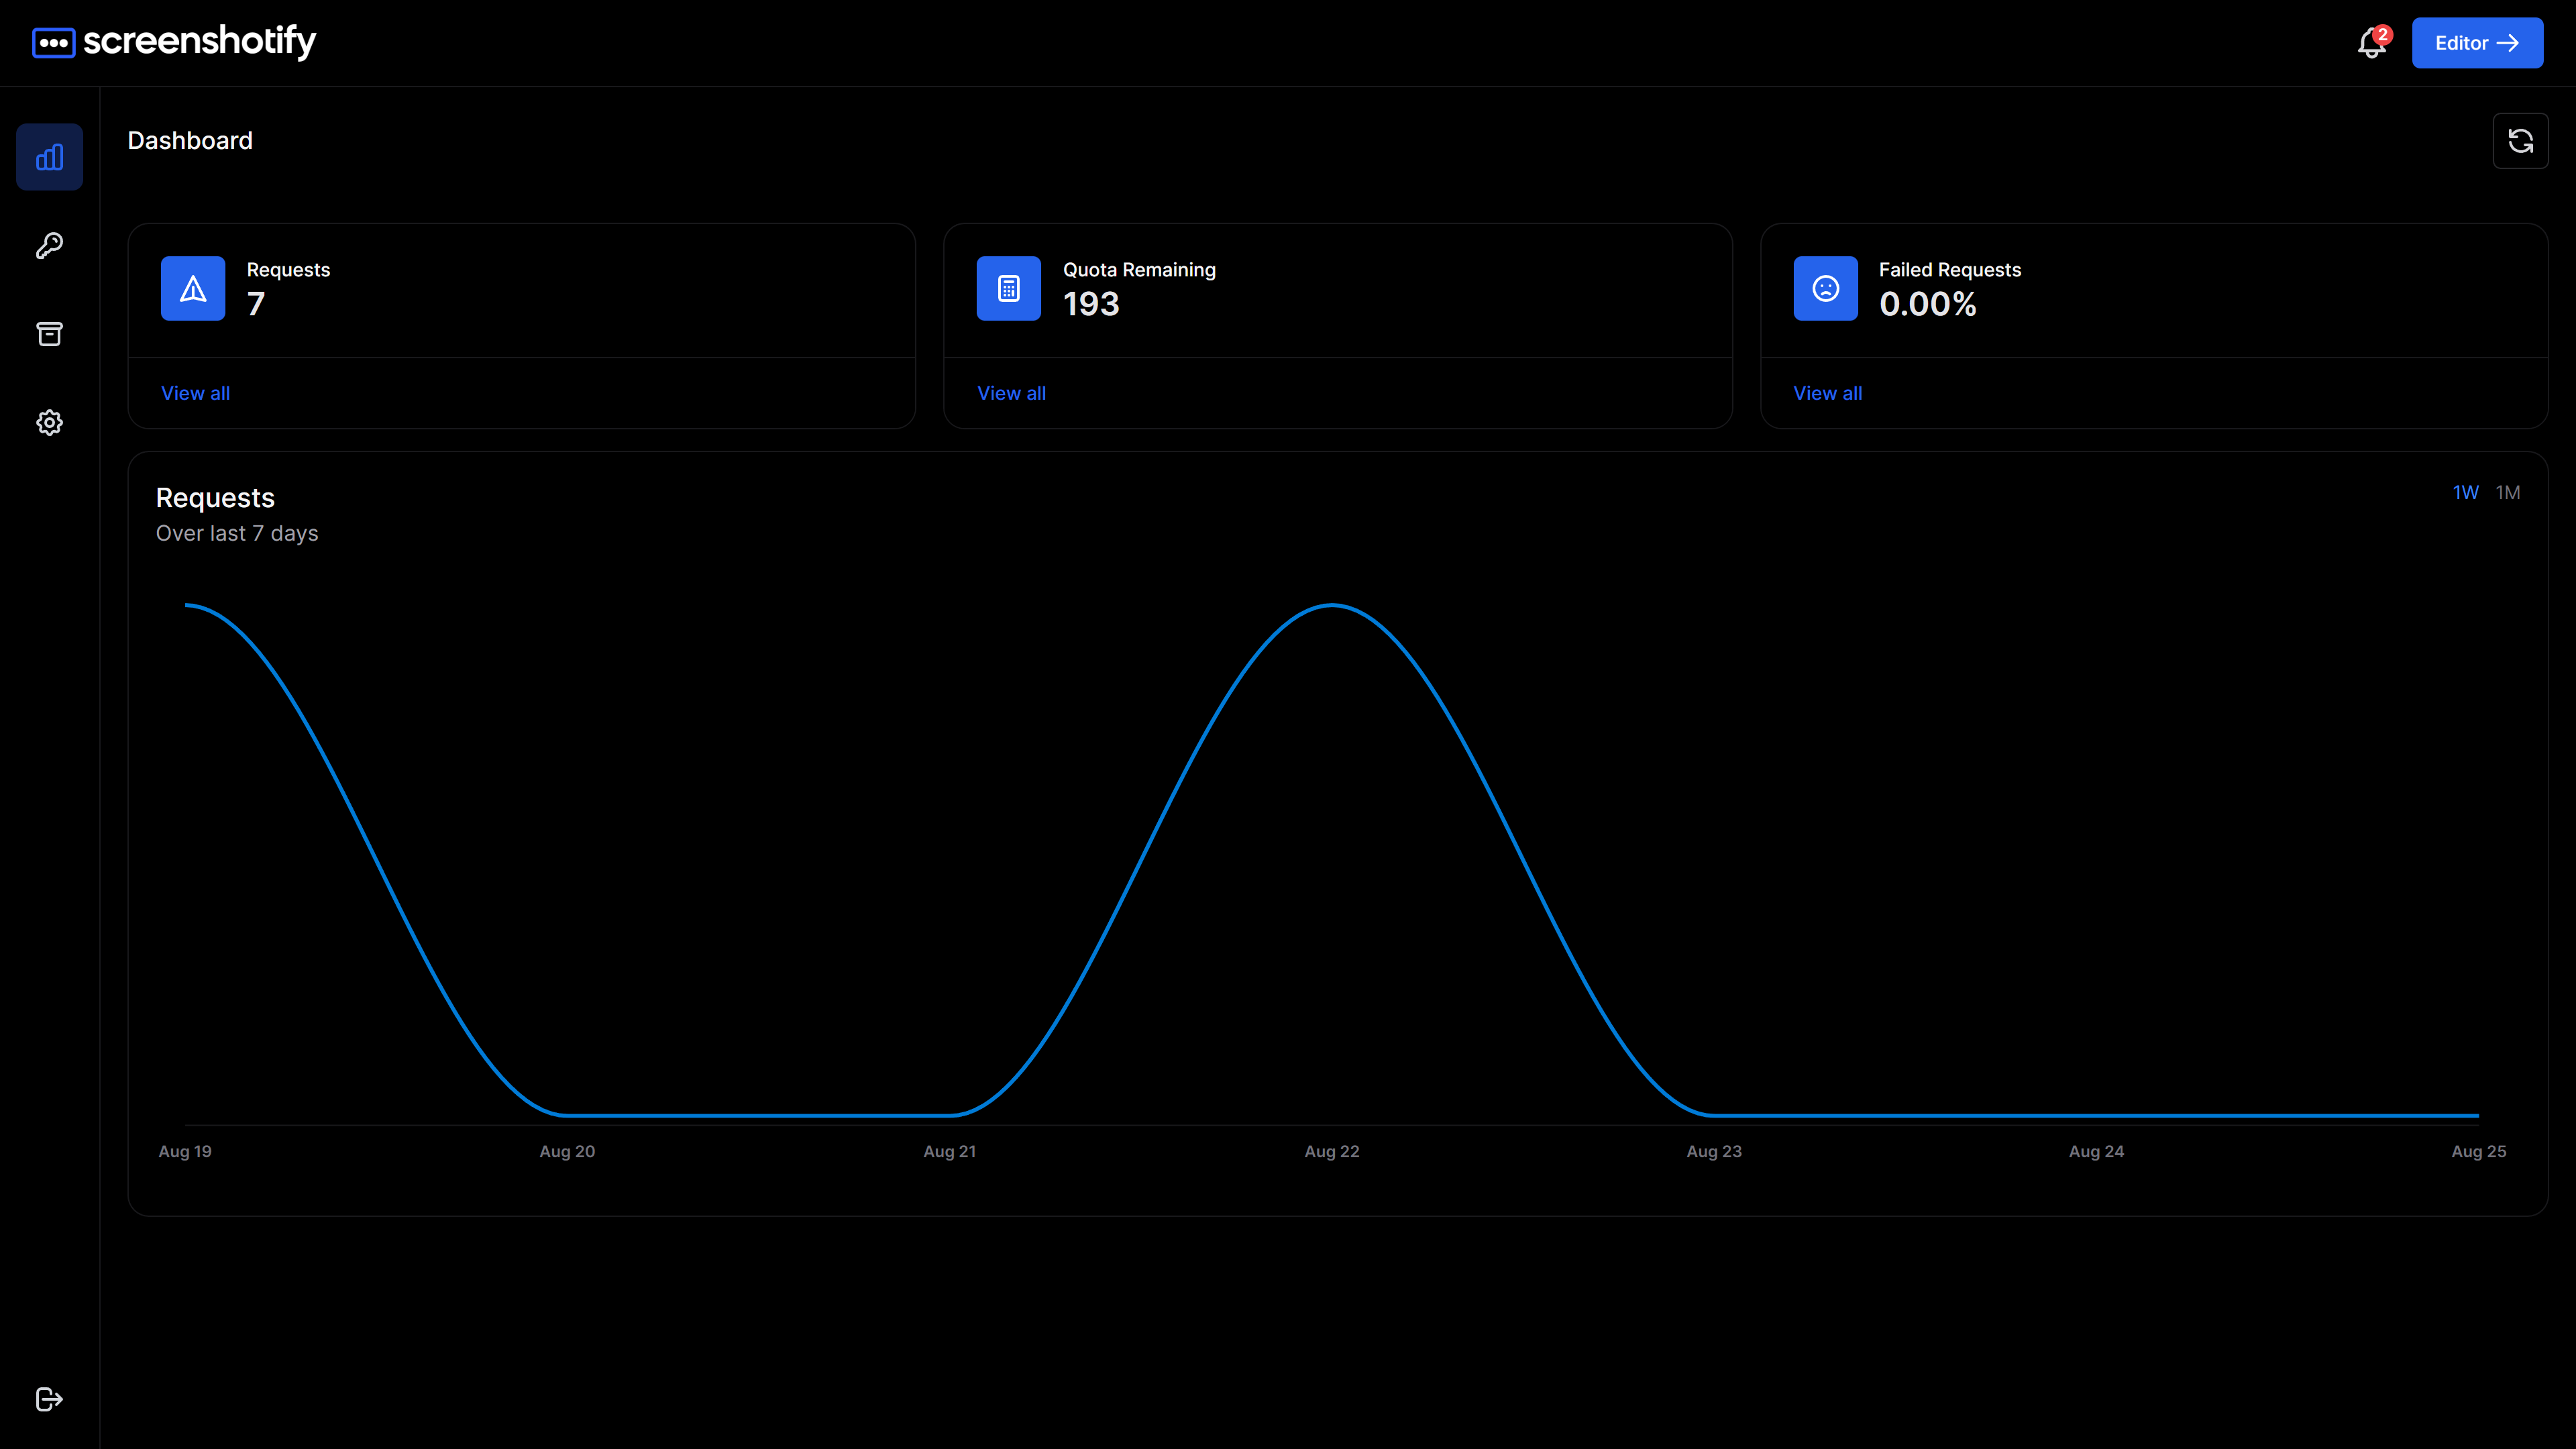 screenshotify
2
Editor
Dashboard
Requests
7
Quota Remaining
193
Failed Requests
0.00%
View all
View all
View all
Requests
1W 1M
Over last 7 days
Aug 19 Aug 20 Aug 21 Aug 22 Aug 23 Aug 24 Aug 25